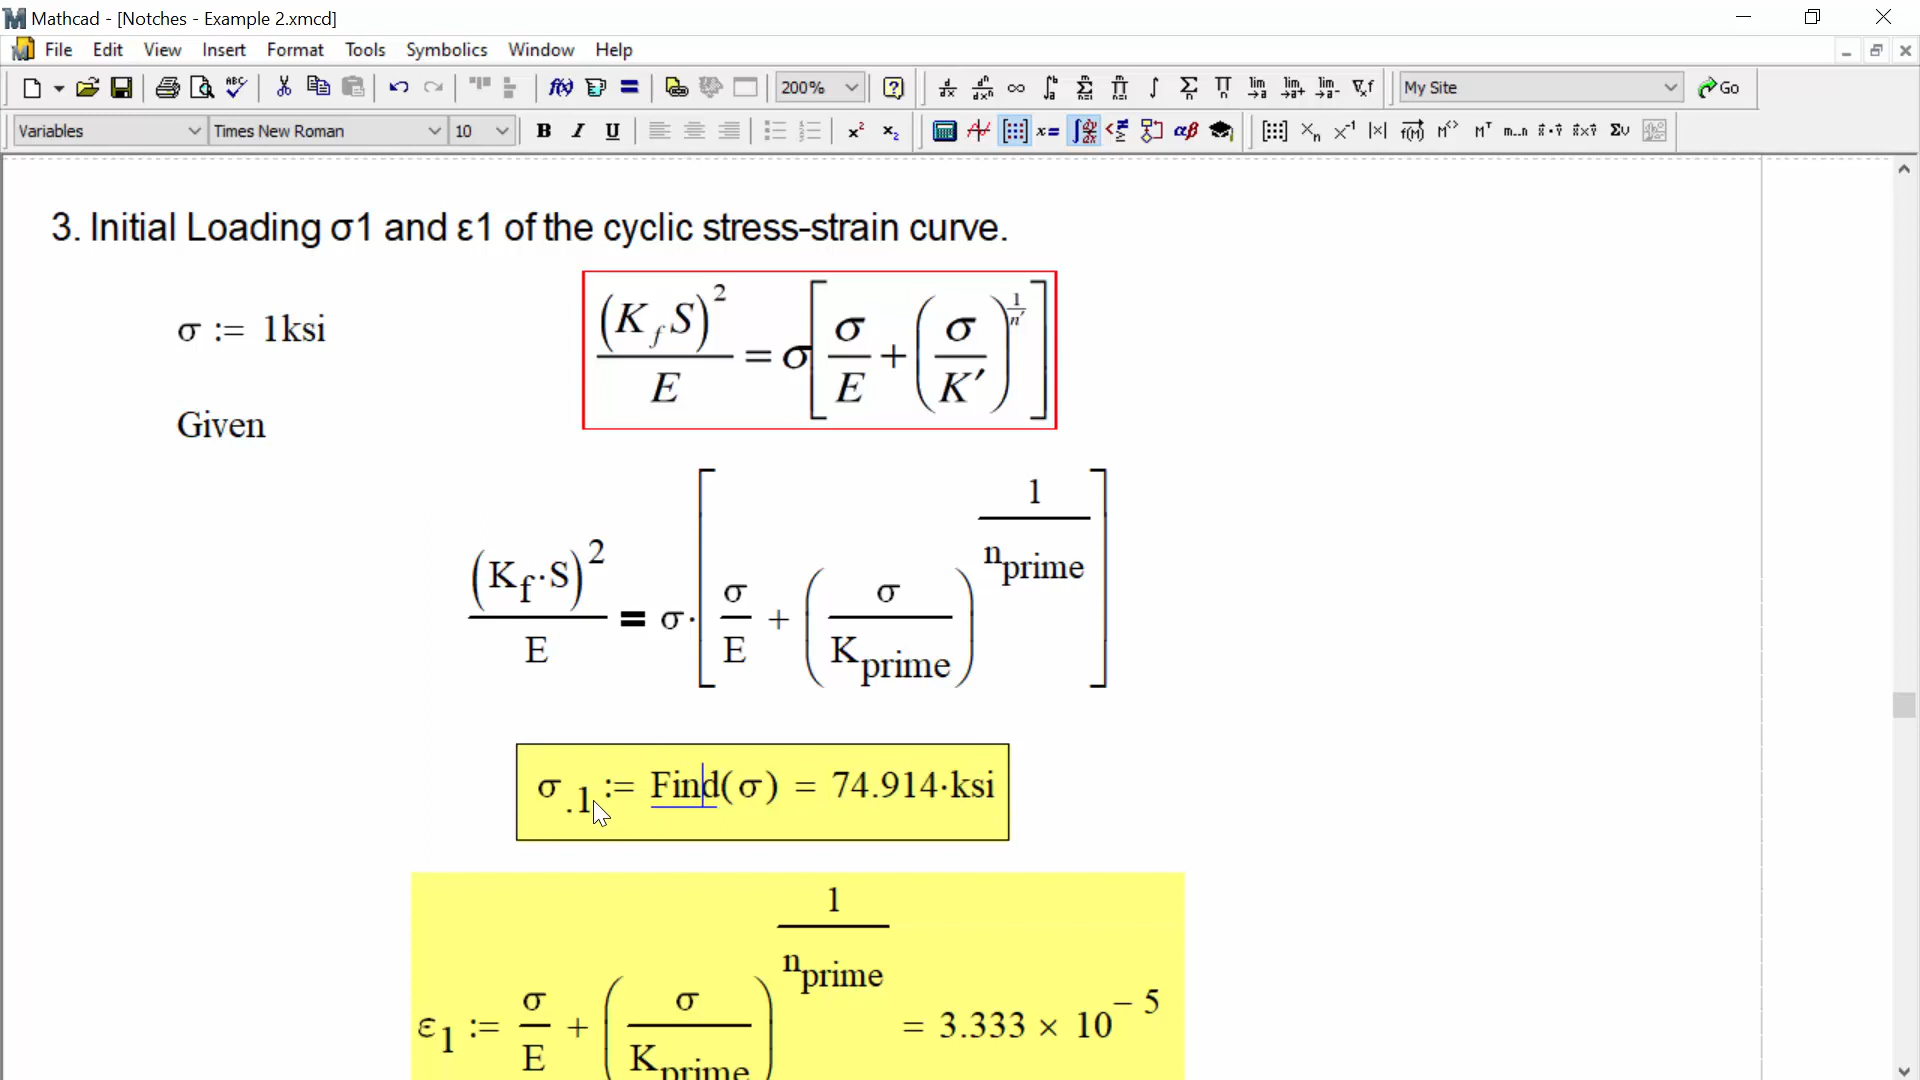 Mathcad - [Notches - Example 2.xmcd]
File Edit View Insert Format Tools Symbolics Window Help
200% My Site Go
Variables Times New Roman 10 B I U
3. Initial Loading σ1 and ε1 of the cyclic stress-strain curve.
σ := 1ksi
(K_f S)^2 / E = σ[σ/E + (σ/K′)^(1/n′)]
Given
(K_f·S)^2 / E = σ·[σ/E + (σ/K_prime)^(1/n_prime)]
σ_.1 := Find(σ) = 74.914·ksi
ε_1 := σ/E + (σ/K_prime)^(1/n_prime) = 3.333 × 10^-5